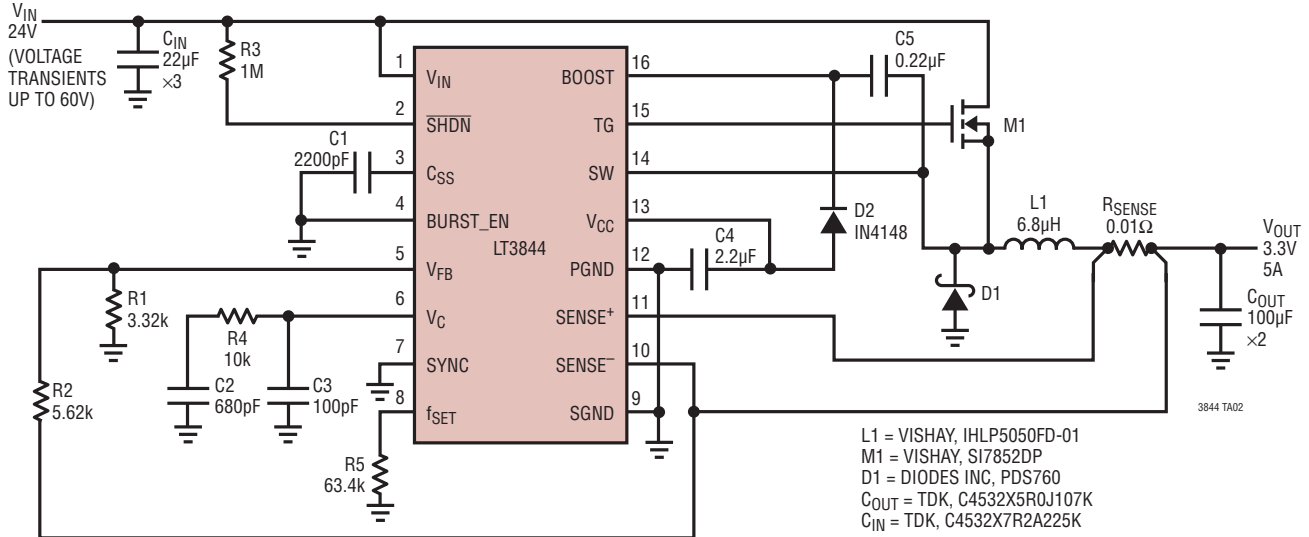 VIN
24V
(VOLTAGE
TRANSIENTS
UP TO 60V)
CIN
22µF
×3
R3
1M
C1
2200pF
1
2
3
4
5
6
7
8
VIN
SHDN
CSS
BURST_EN
VFB
VC
SYNC
fSET
LT3844
BOOST
TG
SW
VCC
PGND
SENSE+
SENSE–
SGND
16
15
14
13
12
11
10
9
C5
0.22µF
M1
D2
IN4148
C4
2.2µF
L1
6.8µH
RSENSE
0.01Ω
VOUT
3.3V
5A
D1
COUT
100µF
×2
R1
3.32k
R4
10k
R2
5.62k
C2
680pF
C3
100pF
R5
63.4k
3844 TA02
L1 = VISHAY, IHLP5050FD-01
M1 = VISHAY, SI7852DP
D1 = DIODES INC, PDS760
COUT = TDK, C4532X5R0J107K
CIN = TDK, C4532X7R2A225K